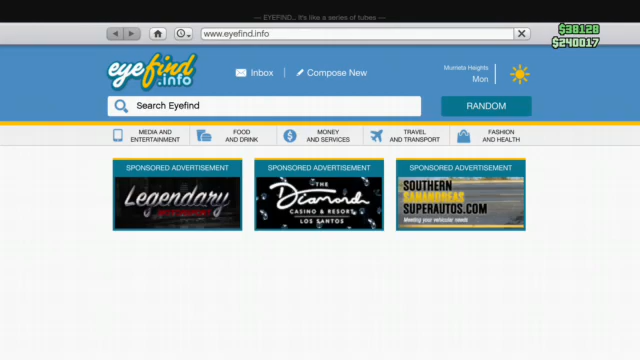 — EYEFIND.. It's like a series of tubes —
www.eyefind.info
$38128
$240017
eyefind
.info
Inbox
Compose New
Murrieta Heights
Mon
Search Eyefind
RANDOM
MEDIA AND
ENTERTAINMENT
FOOD
AND DRINK
MONEY
AND SERVICES
TRAVEL
AND TRANSPORT
FASHION
AND HEALTH
SPONSORED ADVERTISEMENT
Legendary
SPONSORED ADVERTISEMENT
THE
Diamond
CASINO & RESORT
LOS SANTOS
SPONSORED ADVERTISEMENT
SOUTHERN
SANANDREAS
SUPERAUTOS.COM
Meeting your vehicular needs